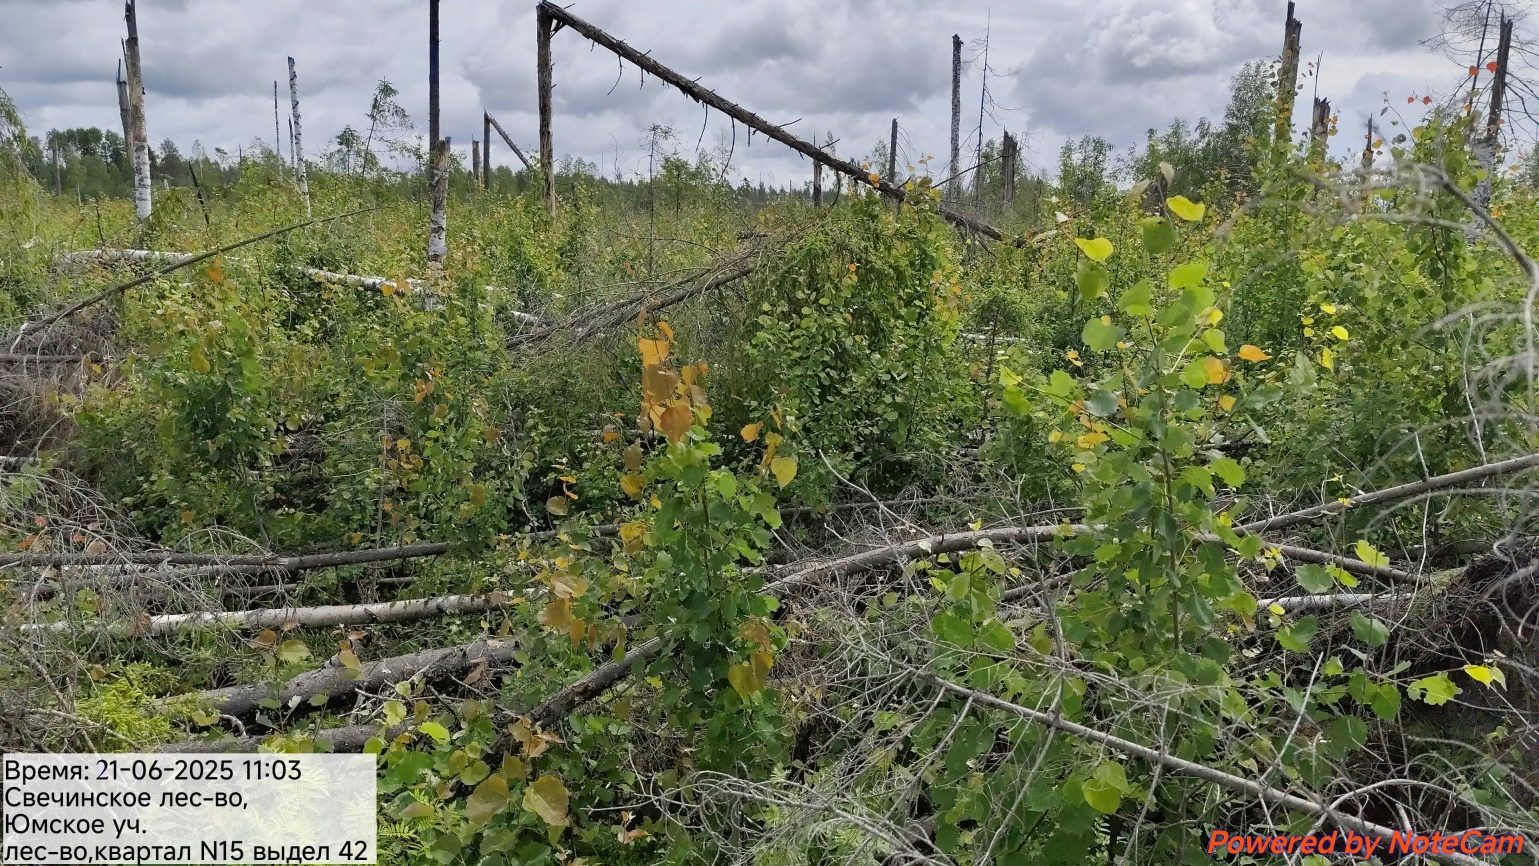 Время: 21-06-2025 11:03
Свечинское лес-во,
Юмское уч.
лес-во,квартал N15 выдел 42
Powered by NoteCam